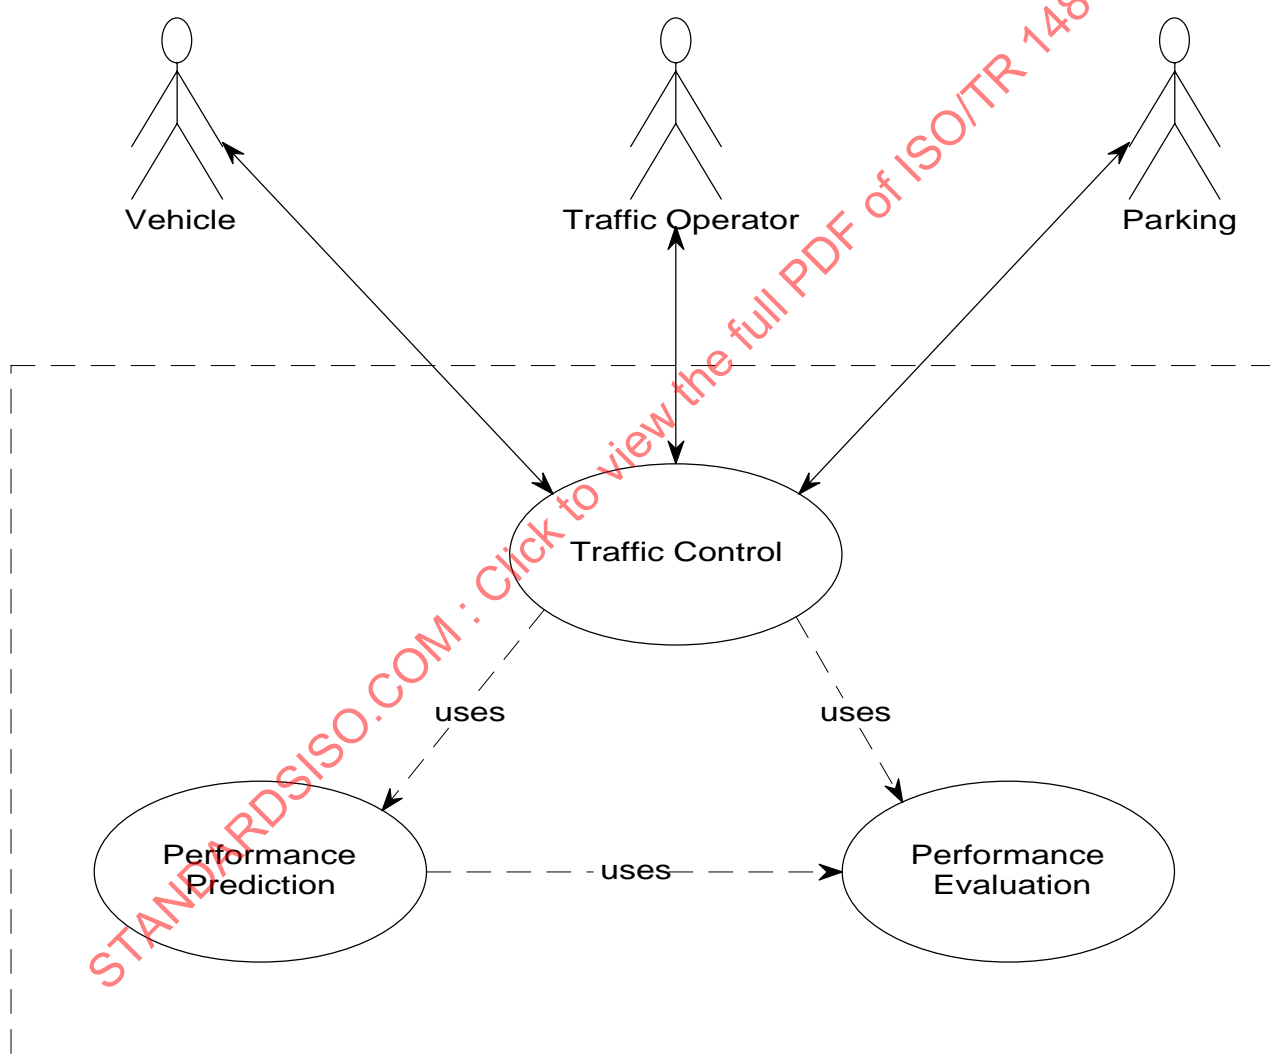 Vehicle
Traffic Operator
Parking
Traffic Control
uses
uses
Performance
Prediction
uses
Performance
Evaluation
STANDARDSISO.COM : Click to view the full PDF of ISO/TR 148